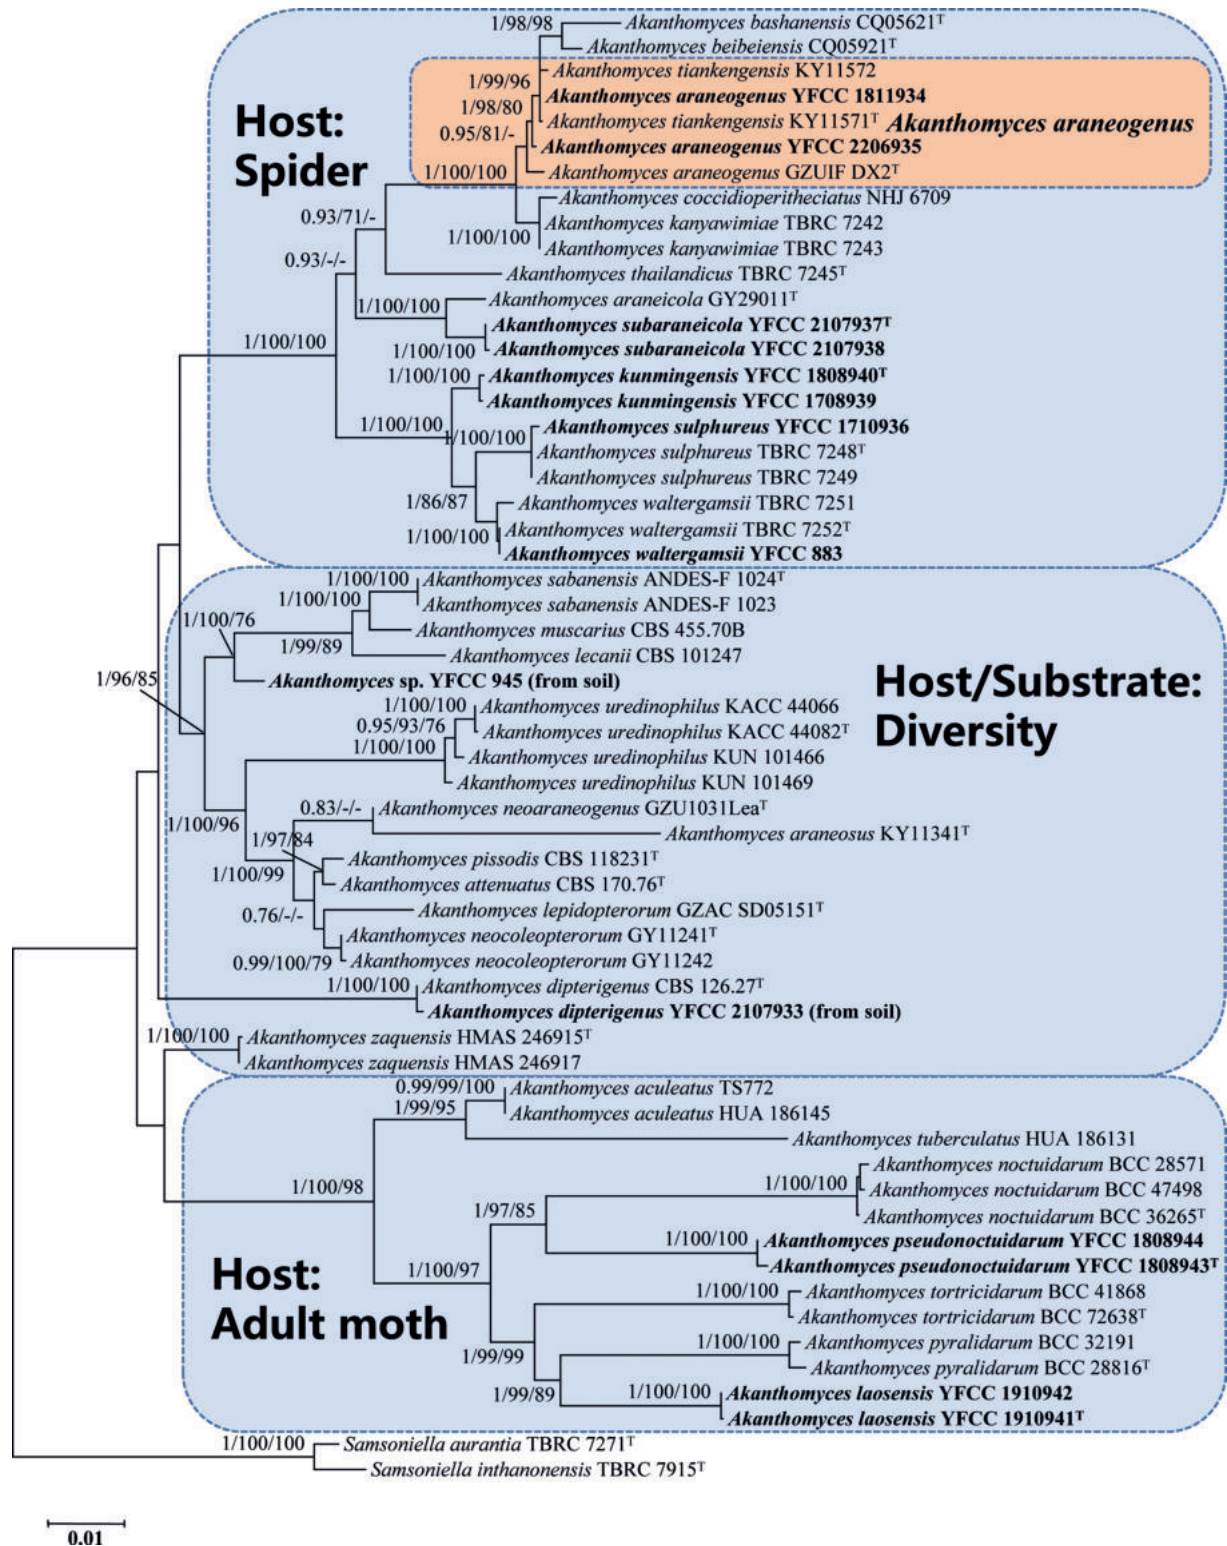 1/98/98
Akanthomyces bashanensis CQ05621ᵀ
Akanthomyces beibeiensis CQ05921ᵀ
1/99/96
Akanthomyces tiankengensis KY11572
1/98/80
Akanthomyces araneogenus YFCC 1811934
0.95/81/-
Akanthomyces tiankengensis KY11571ᵀ
Akanthomyces araneogenus
Akanthomyces araneogenus YFCC 2206935
1/100/100
Akanthomyces araneogenus GZUIF DX2ᵀ
Host:
Spider
Akanthomyces coccidioperitheciatus NHJ 6709
0.93/71/-
Akanthomyces kanyawimiae TBRC 7242
1/100/100
Akanthomyces kanyawimiae TBRC 7243
0.93/-/-
Akanthomyces thailandicus TBRC 7245ᵀ
1/100/100
Akanthomyces araneicola GY29011ᵀ
Akanthomyces subaraneicola YFCC 2107937ᵀ
1/100/100
1/100/100
Akanthomyces subaraneicola YFCC 2107938
1/100/100
Akanthomyces kunmingensis YFCC 1808940ᵀ
Akanthomyces kunmingensis YFCC 1708939
1/100/100
1/100/100
Akanthomyces sulphureus YFCC 1710936
Akanthomyces sulphureus TBRC 7248ᵀ
Akanthomyces sulphureus TBRC 7249
1/86/87
Akanthomyces waltergamsii TBRC 7251
1/100/100
Akanthomyces waltergamsii TBRC 7252ᵀ
Akanthomyces waltergamsii YFCC 883
1/100/100
Akanthomyces sabanensis ANDES-F 1024ᵀ
1/100/100
Akanthomyces sabanensis ANDES-F 1023
1/100/76
Akanthomyces muscarius CBS 455.70B
1/99/89
Akanthomyces lecanii CBS 101247
1/96/85
Akanthomyces sp. YFCC 945 (from soil)
Host/Substrate:
Diversity
1/100/100
Akanthomyces uredinophilus KACC 44066
0.95/93/76
Akanthomyces uredinophilus KACC 44082ᵀ
1/100/100
Akanthomyces uredinophilus KUN 101466
Akanthomyces uredinophilus KUN 101469
0.83/-/-
Akanthomyces neoaraneogenus GZU1031Leaᵀ
1/100/96
1/97/84
Akanthomyces araneosus KY11341ᵀ
Akanthomyces pissodis CBS 118231ᵀ
1/100/99
Akanthomyces attenuatus CBS 170.76ᵀ
0.76/-/-
Akanthomyces lepidopterorum GZAC SD05151ᵀ
Akanthomyces neocoleopterorum GY11241ᵀ
0.99/100/79
Akanthomyces neocoleopterorum GY11242
1/100/100
Akanthomyces dipterigenus CBS 126.27ᵀ
Akanthomyces dipterigenus YFCC 2107933 (from soil)
1/100/100
Akanthomyces zaquensis HMAS 246915ᵀ
Akanthomyces zaquensis HMAS 246917
0.99/99/100
Akanthomyces aculeatus TS772
1/99/95
Akanthomyces aculeatus HUA 186145
Akanthomyces tuberculatus HUA 186131
1/100/98
Akanthomyces noctuidarum BCC 28571
1/100/100
Akanthomyces noctuidarum BCC 47498
Akanthomyces noctuidarum BCC 36265ᵀ
1/97/85
1/100/100
Akanthomyces pseudonoctuidarum YFCC 1808944
1/100/97
Akanthomyces pseudonoctuidarum YFCC 1808943ᵀ
Host:
Adult moth
1/100/100
Akanthomyces tortricidarum BCC 41868
Akanthomyces tortricidarum BCC 72638ᵀ
1/99/99
1/100/100
Akanthomyces pyralidarum BCC 32191
Akanthomyces pyralidarum BCC 28816ᵀ
1/99/89
1/100/100
Akanthomyces laosensis YFCC 1910942
Akanthomyces laosensis YFCC 1910941ᵀ
1/100/100
Samsoniella aurantia TBRC 7271ᵀ
Samsoniella inthanonensis TBRC 7915ᵀ
0.01